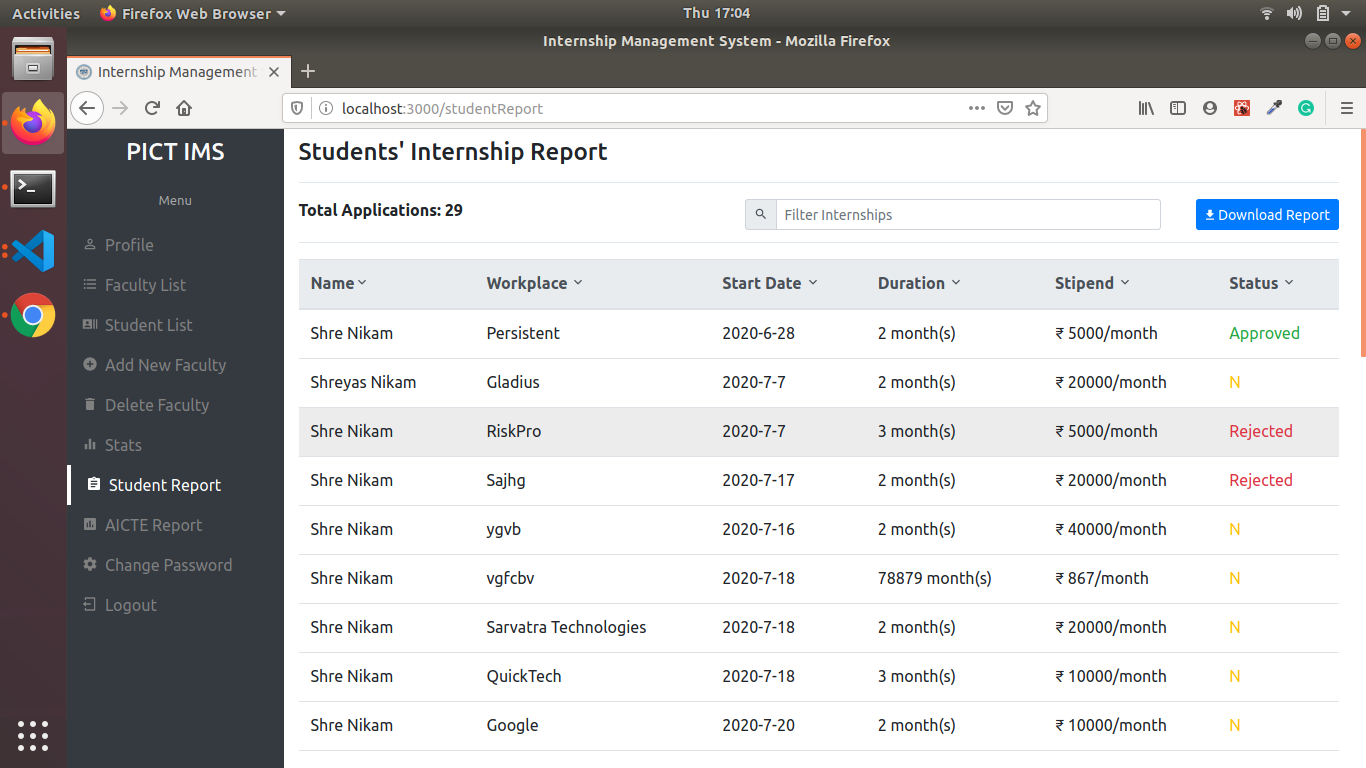 Activities Firefox Web Browser Thu 17:04
Internship Management System - Mozilla Firefox
Internship Management
localhost:3000/studentReport
PICT IMS
Menu
Profile
Faculty List
Student List
Add New Faculty
Delete Faculty
Stats
Student Report
AICTE Report
Change Password
Logout
Students' Internship Report
Total Applications: 29 Filter Internships Download Report
Name Workplace Start Date Duration Stipend Status
Shre Nikam Persistent 2020-6-28 2 month(s) ₹ 5000/month Approved
Shreyas Nikam Gladius 2020-7-7 2 month(s) ₹ 20000/month N
Shre Nikam RiskPro 2020-7-7 3 month(s) ₹ 5000/month Rejected
Shre Nikam Sajhg 2020-7-17 2 month(s) ₹ 20000/month Rejected
Shre Nikam ygvb 2020-7-16 2 month(s) ₹ 40000/month N
Shre Nikam vgfcbv 2020-7-18 78879 month(s) ₹ 867/month N
Shre Nikam Sarvatra Technologies 2020-7-18 2 month(s) ₹ 20000/month N
Shre Nikam QuickTech 2020-7-18 3 month(s) ₹ 10000/month N
Shre Nikam Google 2020-7-20 2 month(s) ₹ 10000/month N